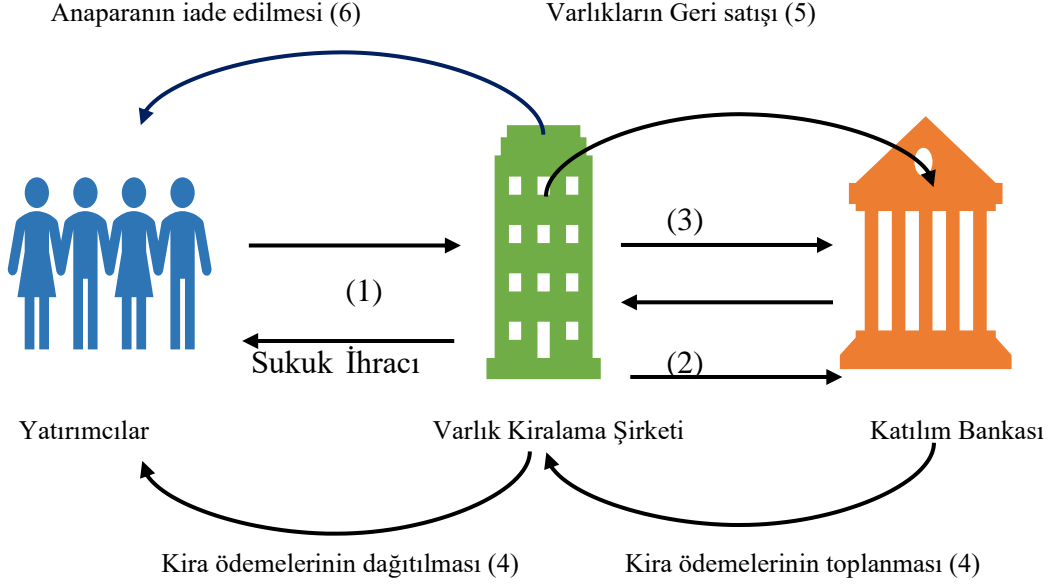 Anaparanın iade edilmesi (6)
Varlıkların Geri satışı (5)
(3)
(1)
Sukuk İhracı
(2)
Yatırımcılar
Varlık Kiralama Şirketi
Katılım Bankası
Kira ödemelerinin dağıtılması (4)
Kira ödemelerinin toplanması (4)